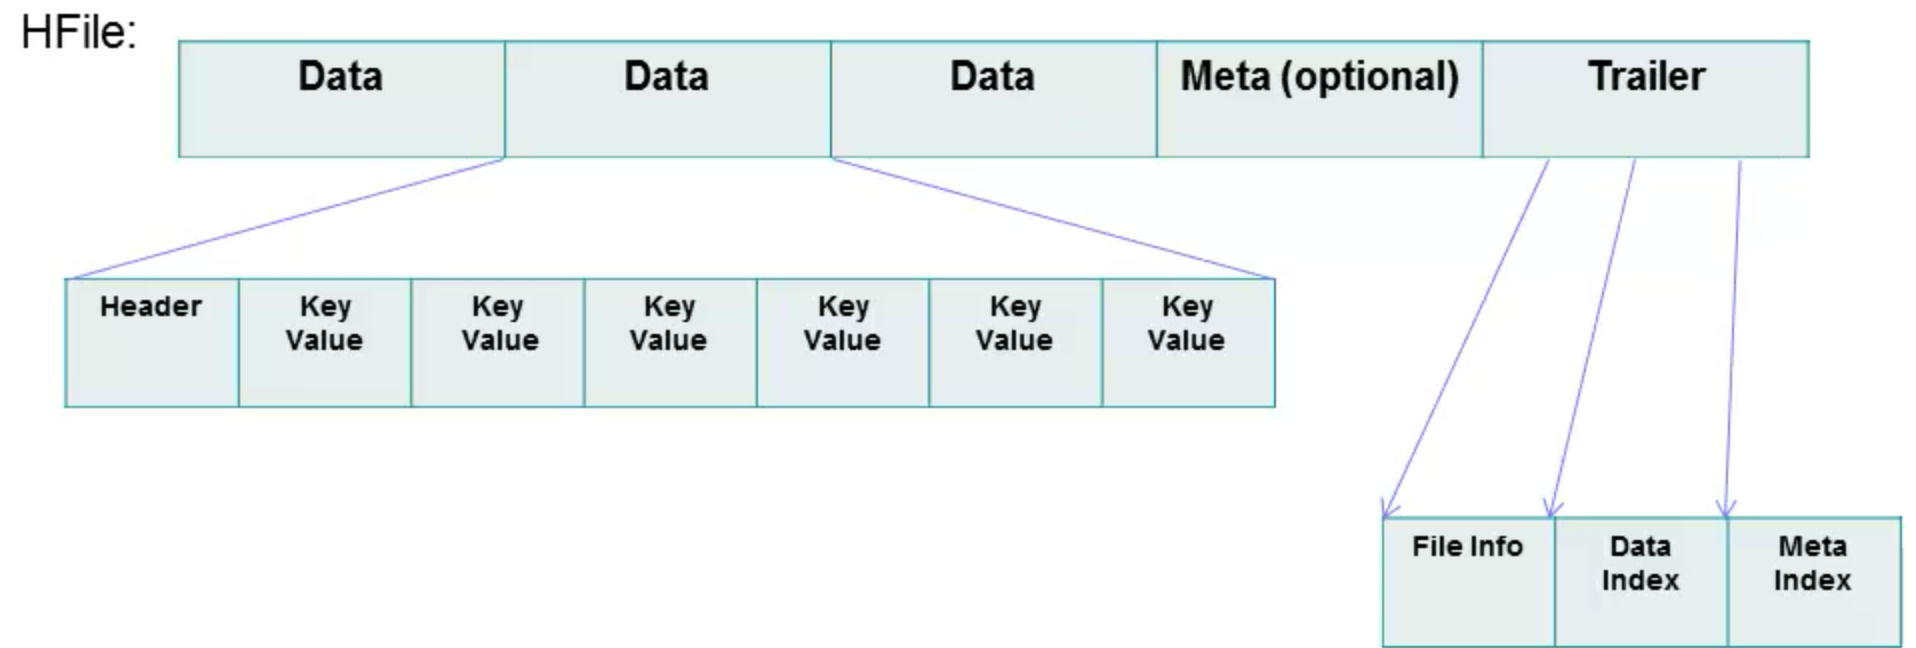 HFile:
Data Data Data Meta (optional) Trailer
Header Key Key Key Key Key Key
Value Value Value Value Value Value
File Info Data Meta
Index Index